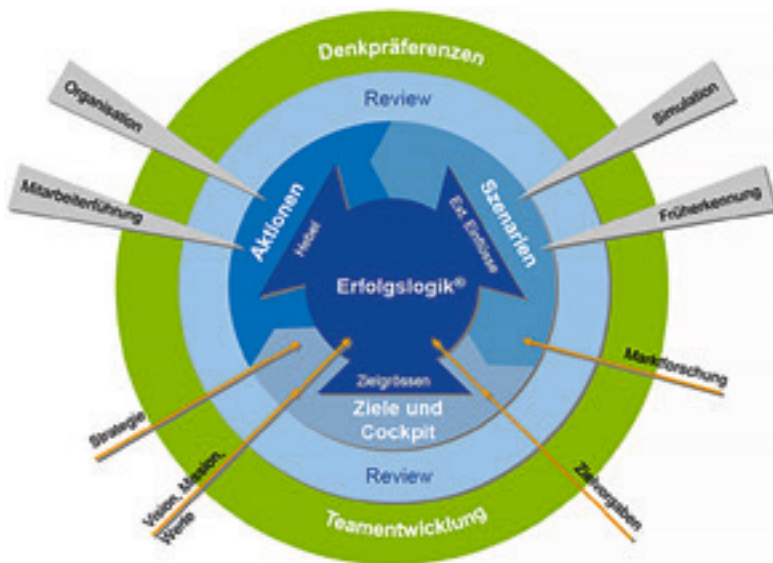 Denkpräferenzen
Review
Organisation
Simulation
Mitarbeiterführung
Früherkennung
Aktionen
Hebel
Ext. Einflüsse
Szenarien
Erfolgslogik®
Zielgrössen
Ziele und
Cockpit
Marktforschung
Strategie
Vision, Mission,
Werte
Zielvorgaben
Review
Teamentwicklung